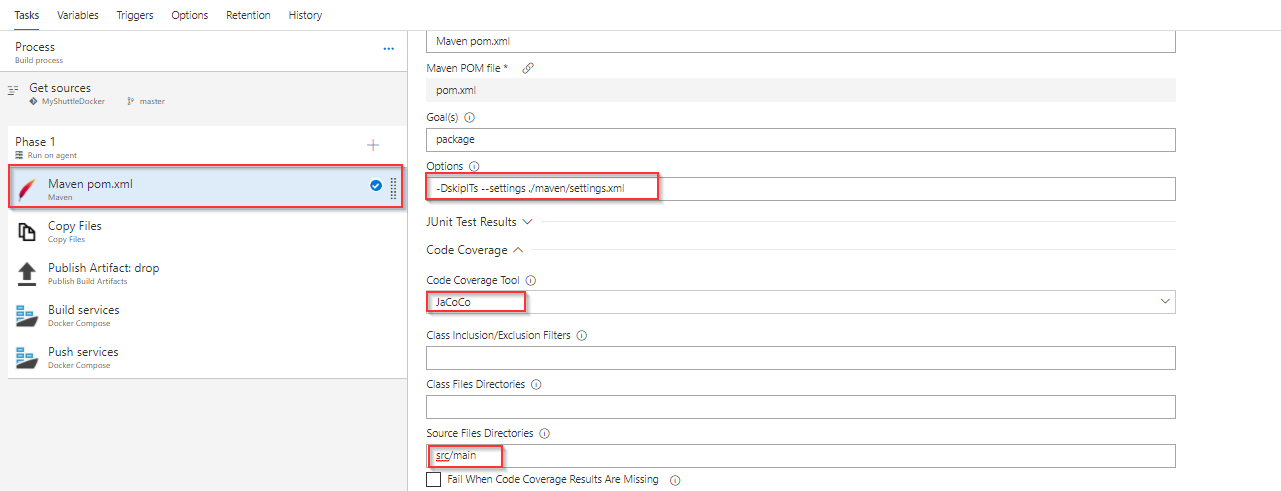 Tasks Variables Triggers Options Retention History
Process
Build process
Get sources
MyShuttleDocker master
Phase 1
Run on agent
Maven pom.xml
Maven
Copy Files
Copy Files
Publish Artifact: drop
Publish Build Artifacts
Build services
Docker Compose
Push services
Docker Compose
Maven pom.xml
Maven POM file *
pom.xml
Goal(s)
package
Options
-DskipITs --settings ./maven/settings.xml
JUnit Test Results
Code Coverage
Code Coverage Tool
JaCoCo
Class Inclusion/Exclusion Filters
Class Files Directories
Source Files Directories
src/main
Fail When Code Coverage Results Are Missing